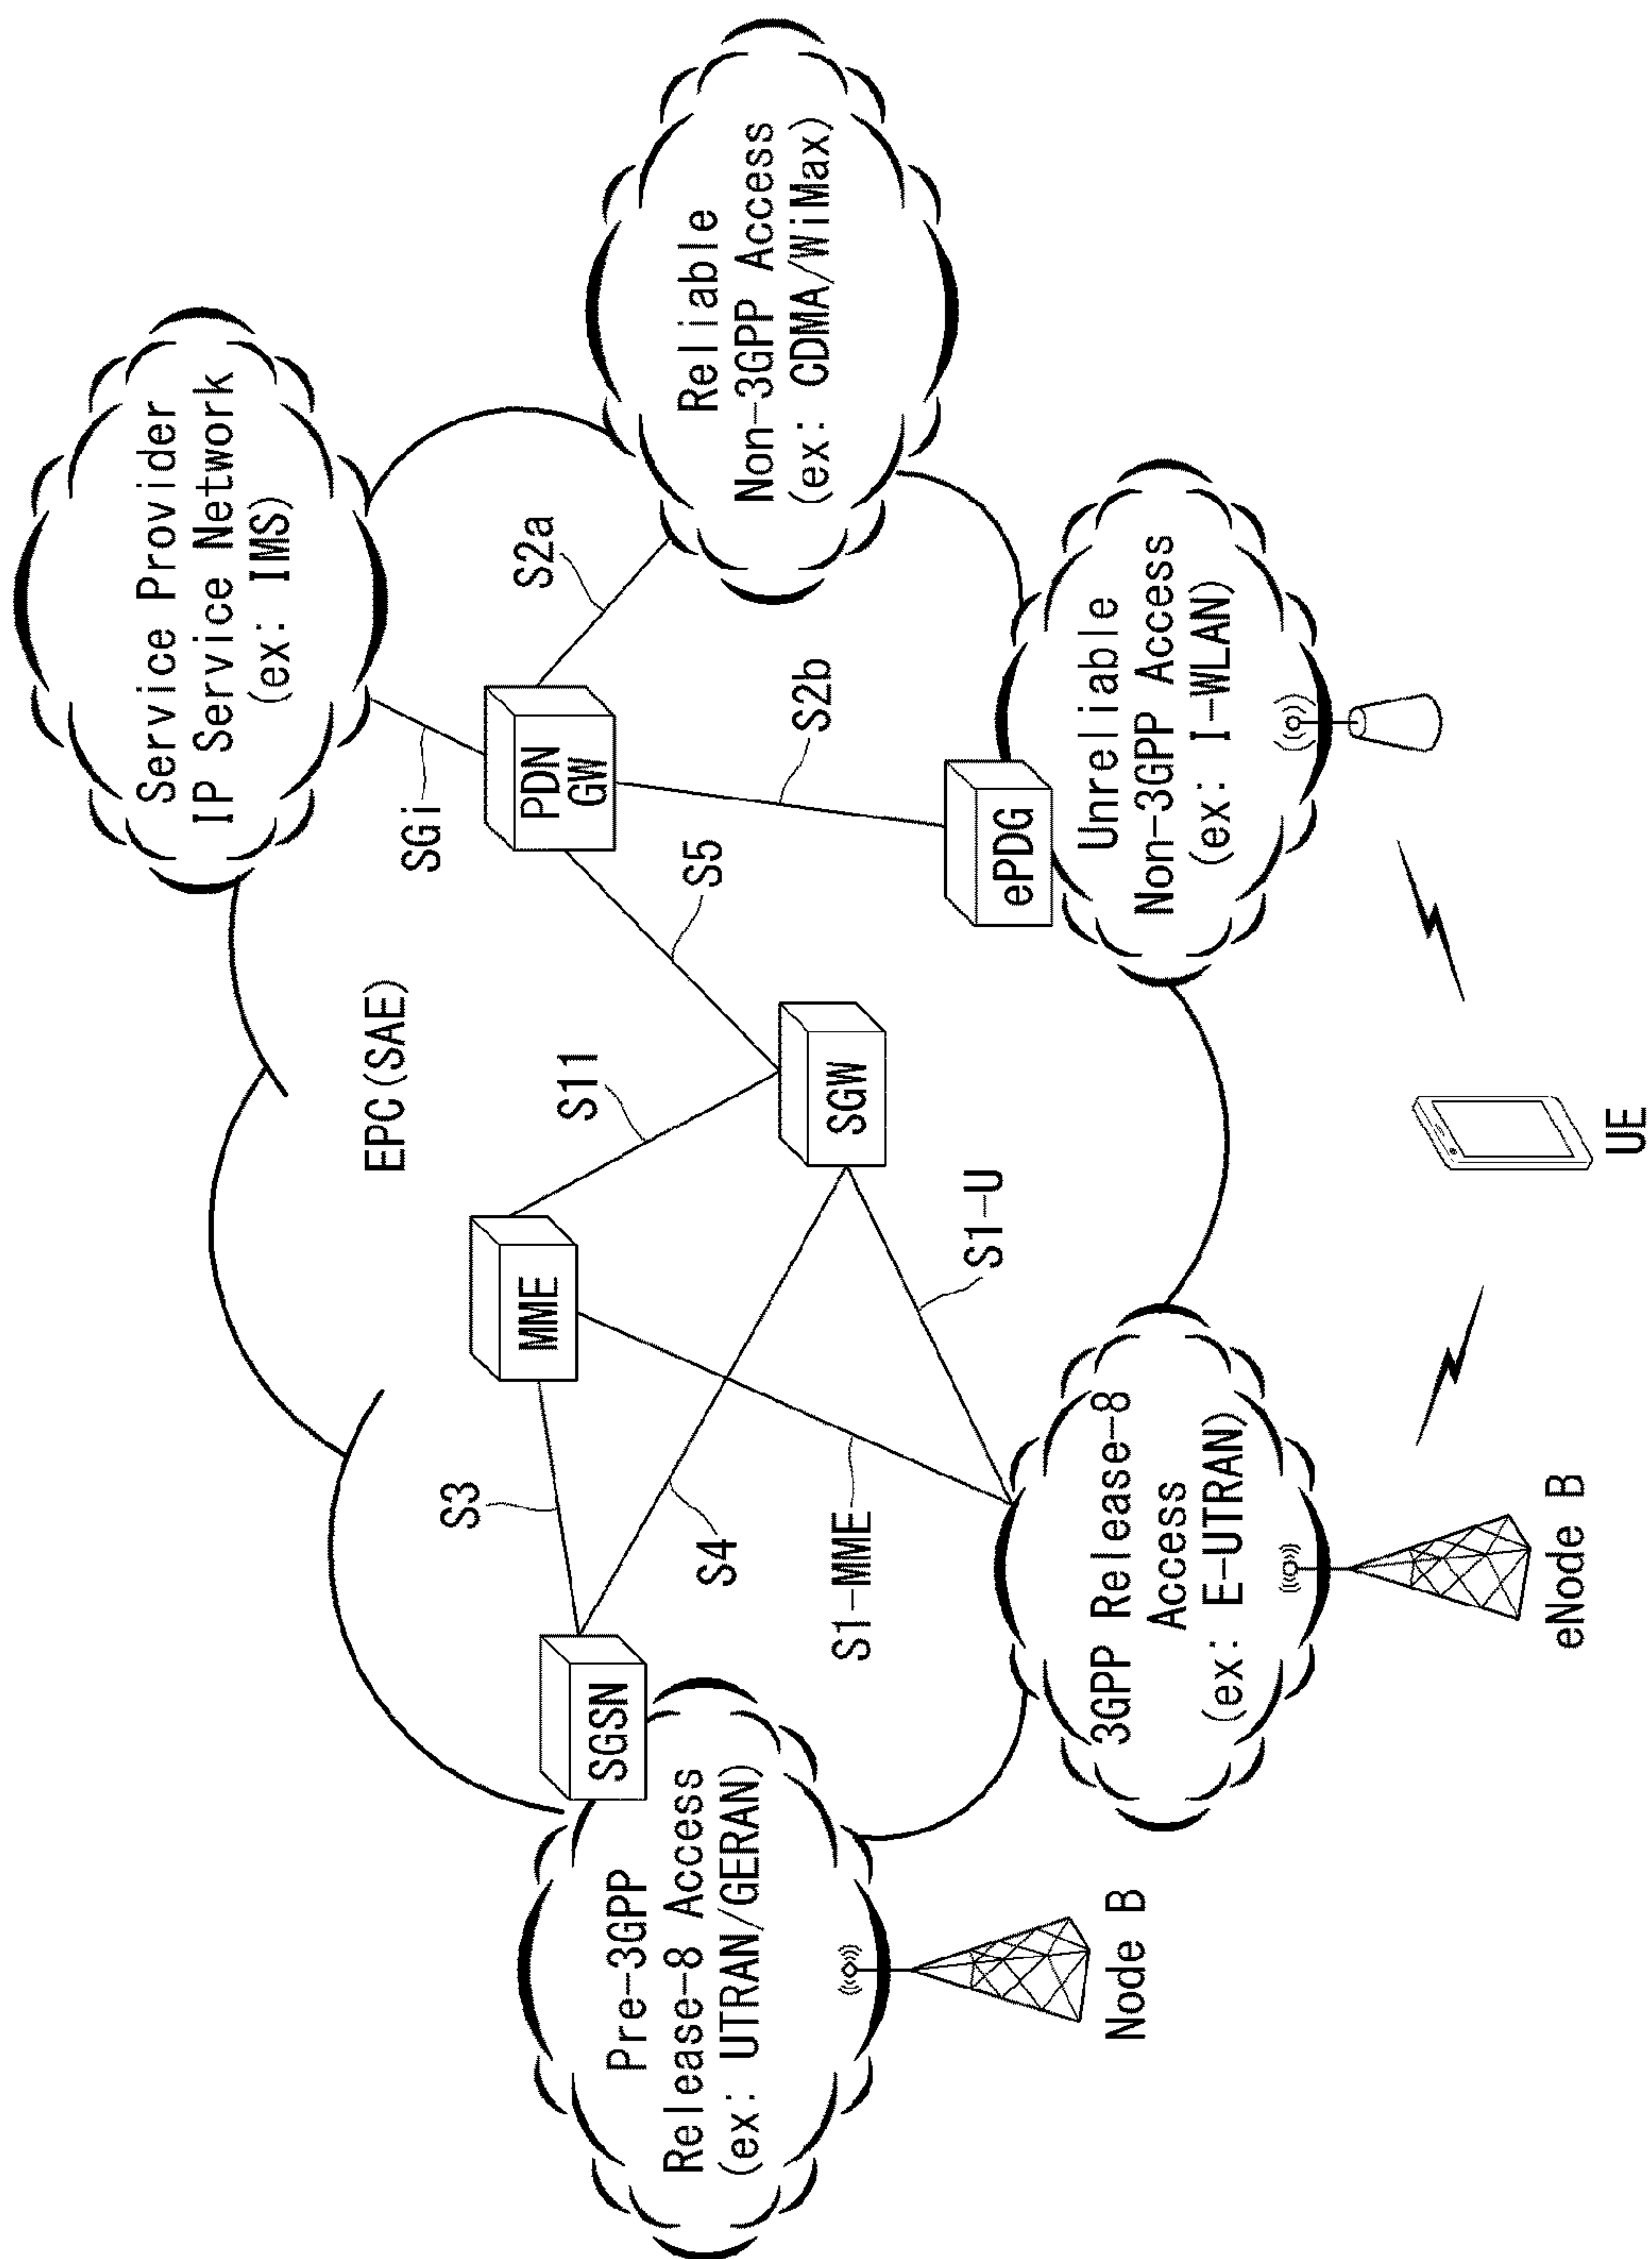 Service Provider
IP Service Network
(ex: IMS)
Reliable
Non-3GPP Access
(ex: CDMA/WiMax)
Unreliable
Non-3GPP Access
(ex: I-WLAN)
Pre-3GPP
Release-8 Access
(ex: UTRAN/GERAN)
3GPP Release-8
Access
(ex: E-UTRAN)
EPC(SAE)
SGSN
MME
SGW
PDN
GW
ePDG
S3
S4
S1-MME
S11
S1-U
S5
SGi
S2a
S2b
Node B
eNode B
UE